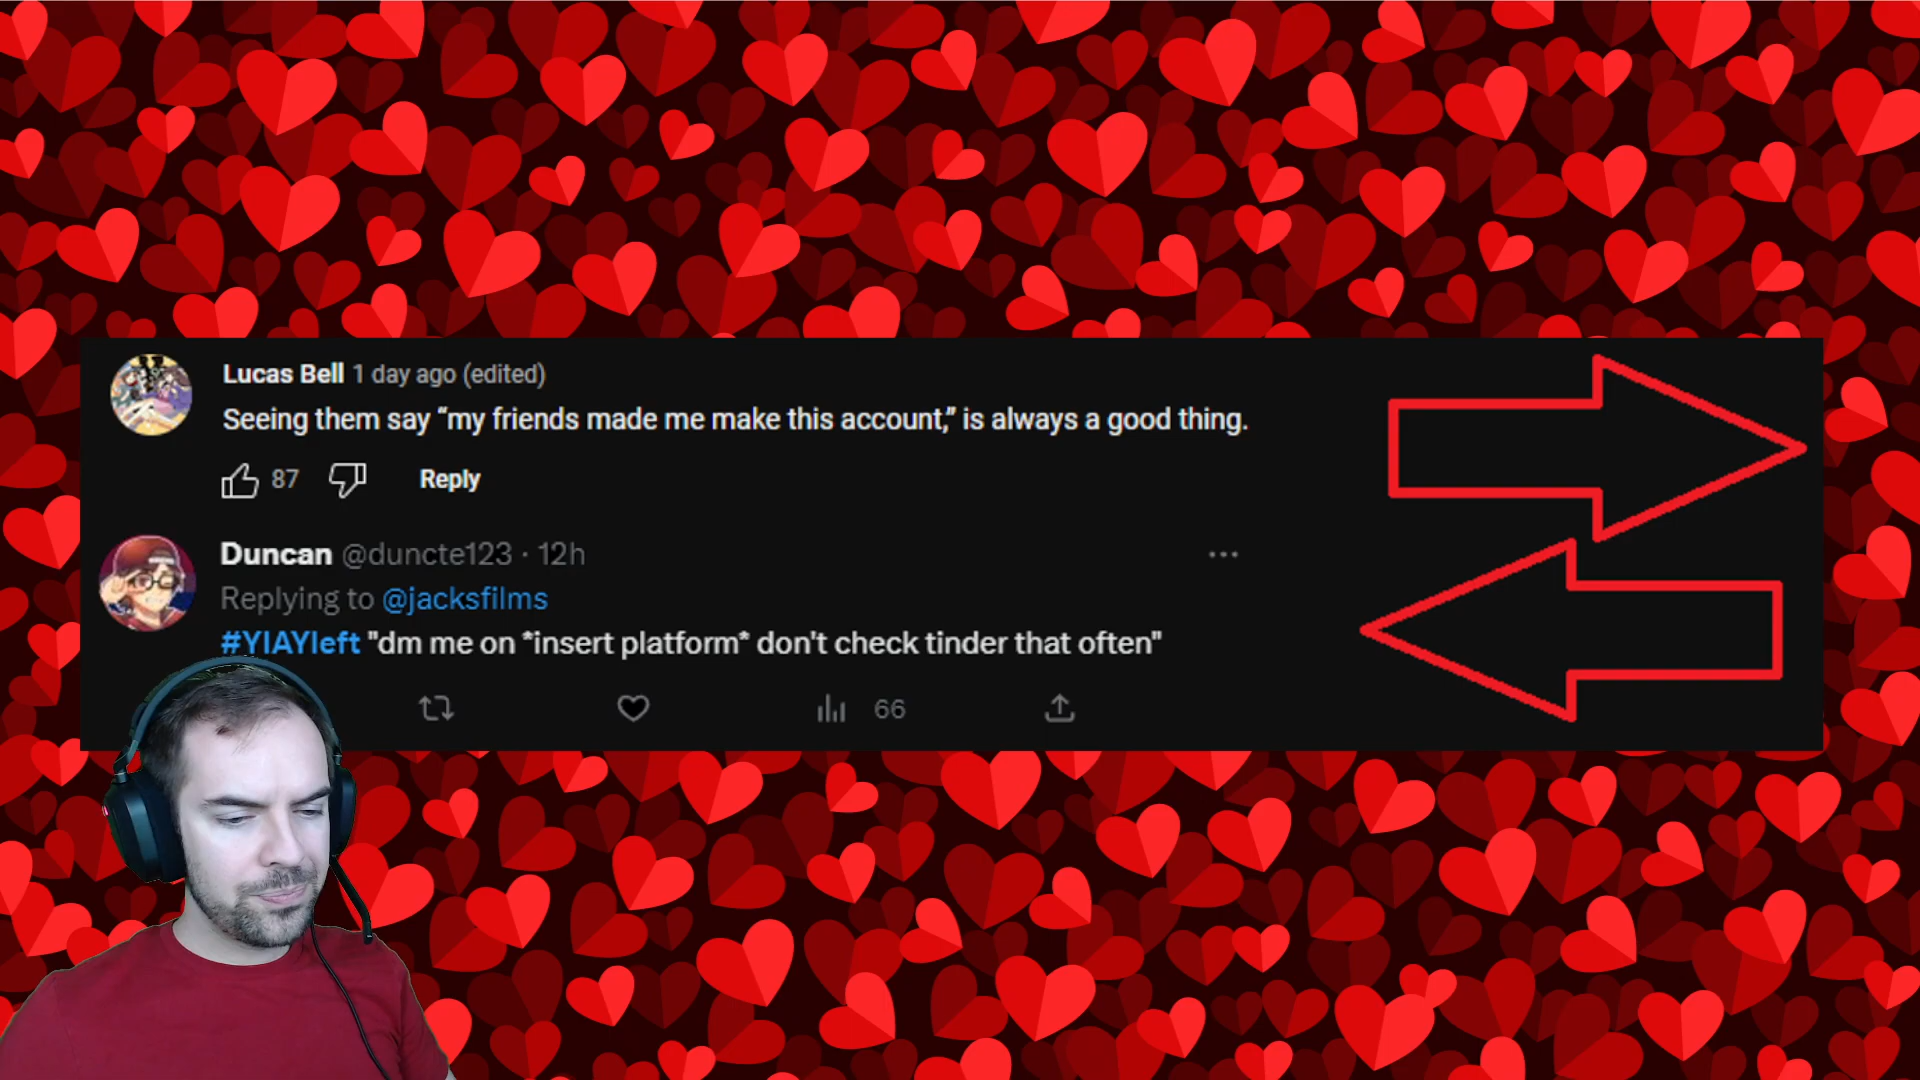 Lucas Bell 1 day ago (edited)
Seeing them say “my friends made me make this account,” is always a good thing.
87 Reply
Duncan @duncte123 · 12h ···
Replying to @jacksfilms
#YIAYleft "dm me on *insert platform* don't check tinder that often"
66